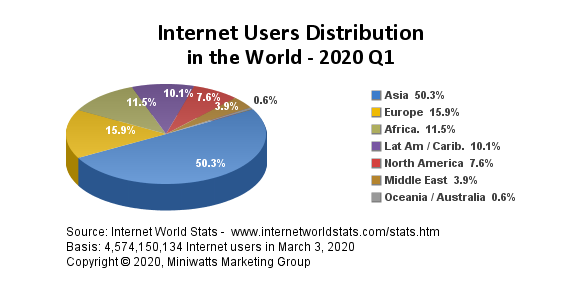 Internet Users Distribution
in the World - 2020 Q1
10.1%
7.6%
0.6%
11.5%
3.9%
15.9%
50.3%
Asia 50.3%
Europe 15.9%
Africa. 11.5%
Lat Am / Carib. 10.1%
North America 7.6%
Middle East 3.9%
Oceania / Australia 0.6%
Source: Internet World Stats - www.internetworldstats.com/stats.htm
Basis: 4,574,150,134 Internet users in March 3, 2020
Copyright © 2020, Miniwatts Marketing Group